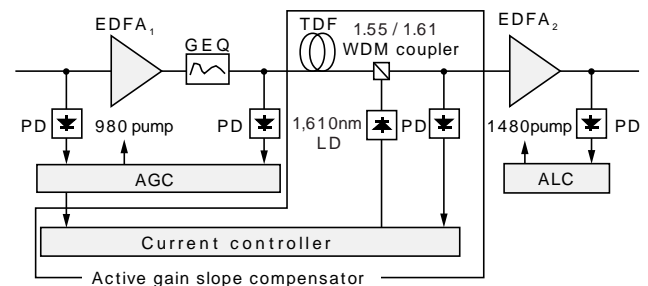 EDFA1
GEQ
TDF
1.55 / 1.61
WDM coupler
EDFA2
PD
980 pump
PD
1,610nm
LD
PD
1480pump
PD
AGC
ALC
Current controller
Active gain slope compensator